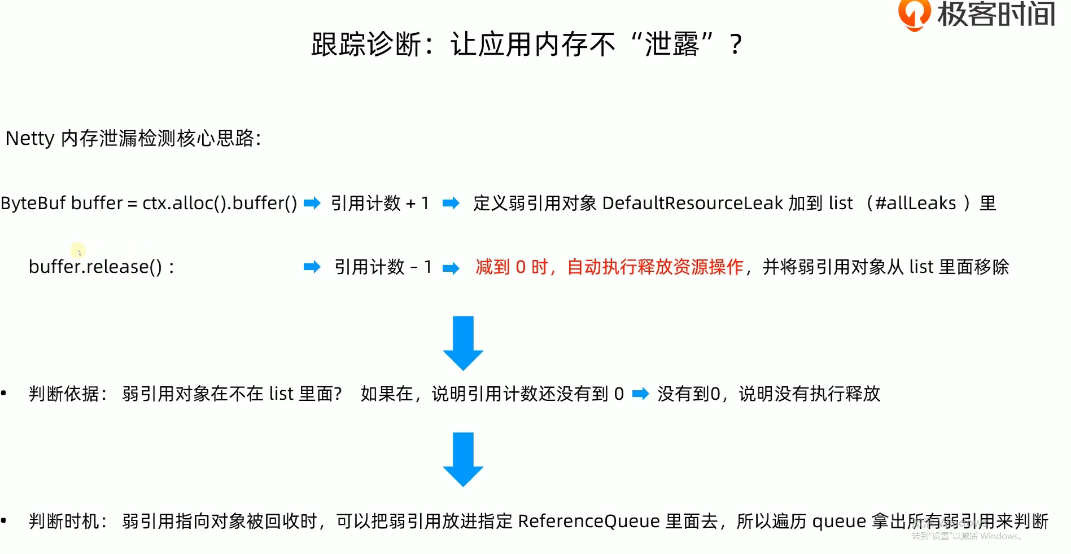 极客时间
跟踪诊断：让应用内存不“泄露”？
Netty 内存泄漏检测核心思路：
ByteBuf buffer = ctx.alloc().buffer() 引用计数 + 1 定义弱引用对象 DefaultResourceLeak 加到 list （#allLeaks ）里
buffer.release() : 引用计数 – 1 减到 0 时，自动执行释放资源操作，并将弱引用对象从 list 里面移除
• 判断依据： 弱引用对象在不在 list 里面? 如果在，说明引用计数还没有到 0 没有到0，说明没有执行释放
• 判断时机： 弱引用指向对象被回收时，可以把弱引用放进指定 ReferenceQueue 里面去，所以遍历 queue 拿出所有弱引用来判断
转到"设置"以激活 Windows。